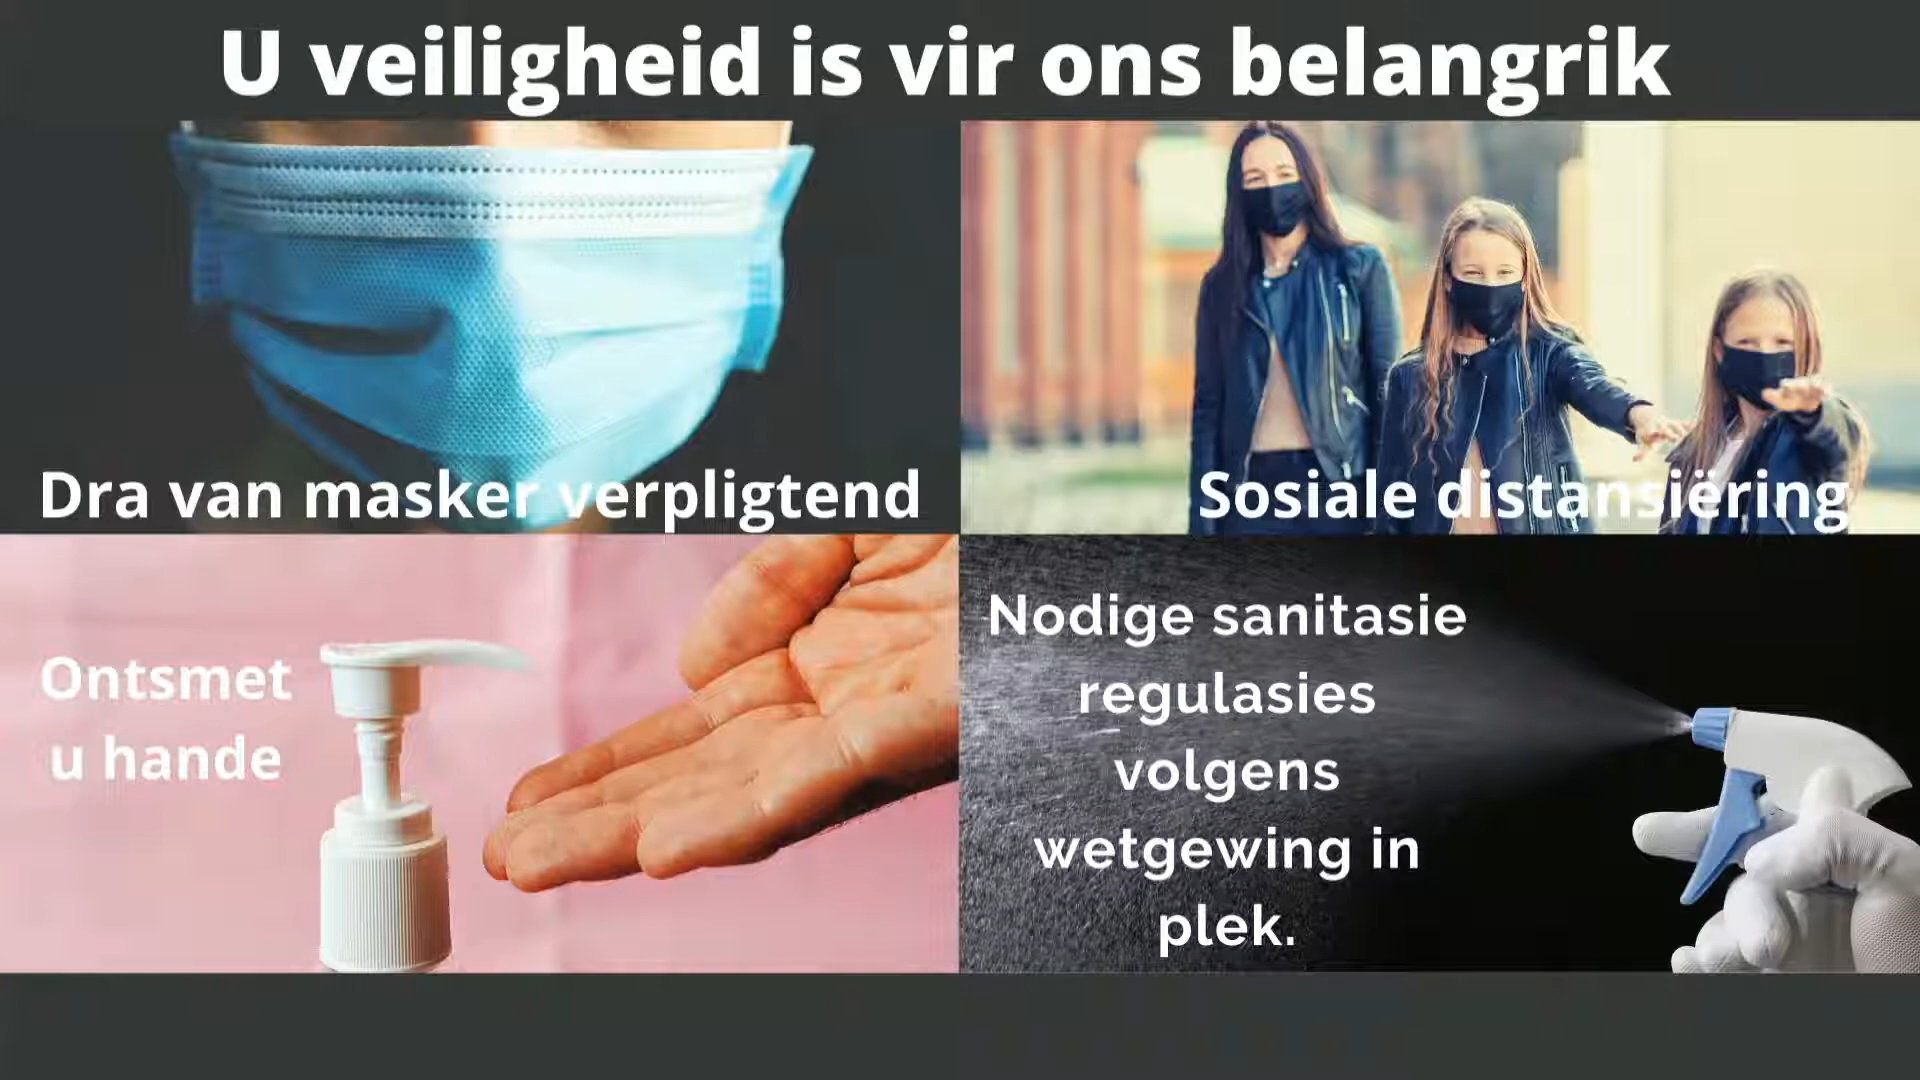 U veiligheid is vir ons belangrik
Dra van masker verpligtend
Sosiale distansiëring
Ontsmet
u hande
Nodige sanitasie
regulasies
volgens
wetgewing in
plek.